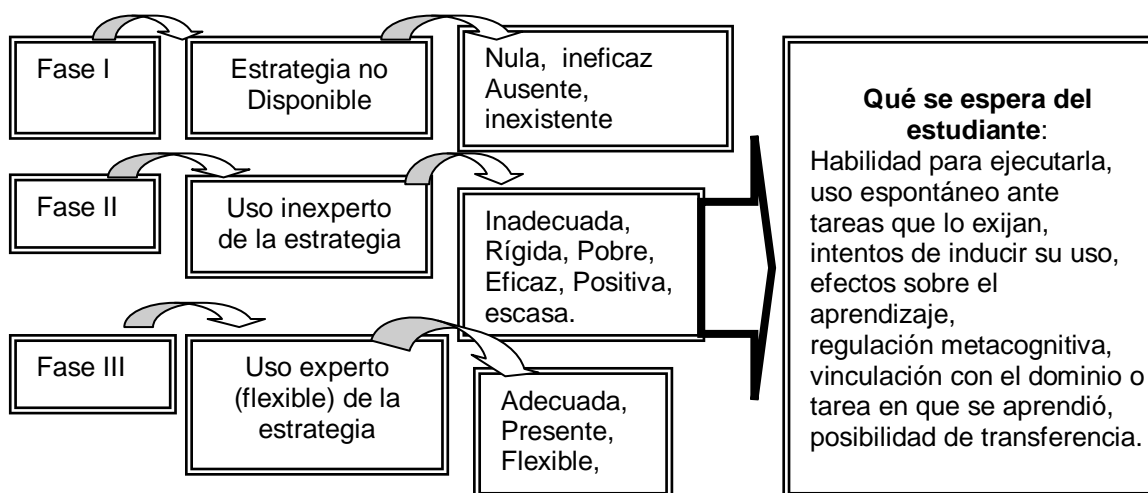 Fase I
Estrategia no
Disponible
Nula, ineficaz
Ausente,
inexistente
Fase II
Uso inexperto
de la estrategia
Inadecuada,
Rígida, Pobre,
Eficaz, Positiva,
escasa.
Fase III
Uso experto
(flexible) de la
estrategia
Adecuada,
Presente,
Flexible,
Qué se espera del
estudiante:
Habilidad para ejecutarla,
uso espontáneo ante
tareas que lo exijan,
intentos de inducir su uso,
efectos sobre el
aprendizaje,
regulación metacognitiva,
vinculación con el dominio o
tarea en que se aprendió,
posibilidad de transferencia.